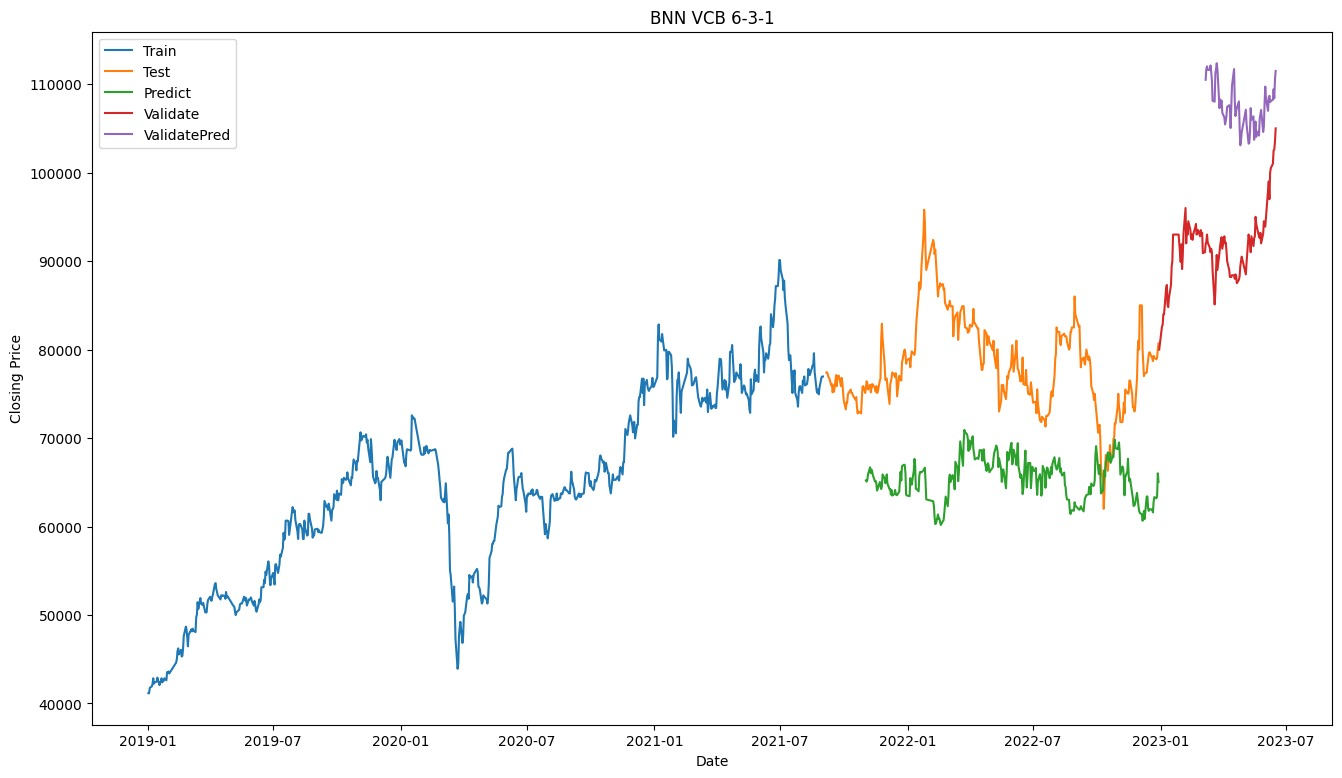 BNN VCB 6-3-1
Train
Test
Predict
Validate
ValidatePred
Closing Price
110000
100000
90000
80000
70000
60000
50000
40000
2019-01 2019-07 2020-01 2020-07 2021-01 2021-07 2022-01 2022-07 2023-01 2023-07
Date